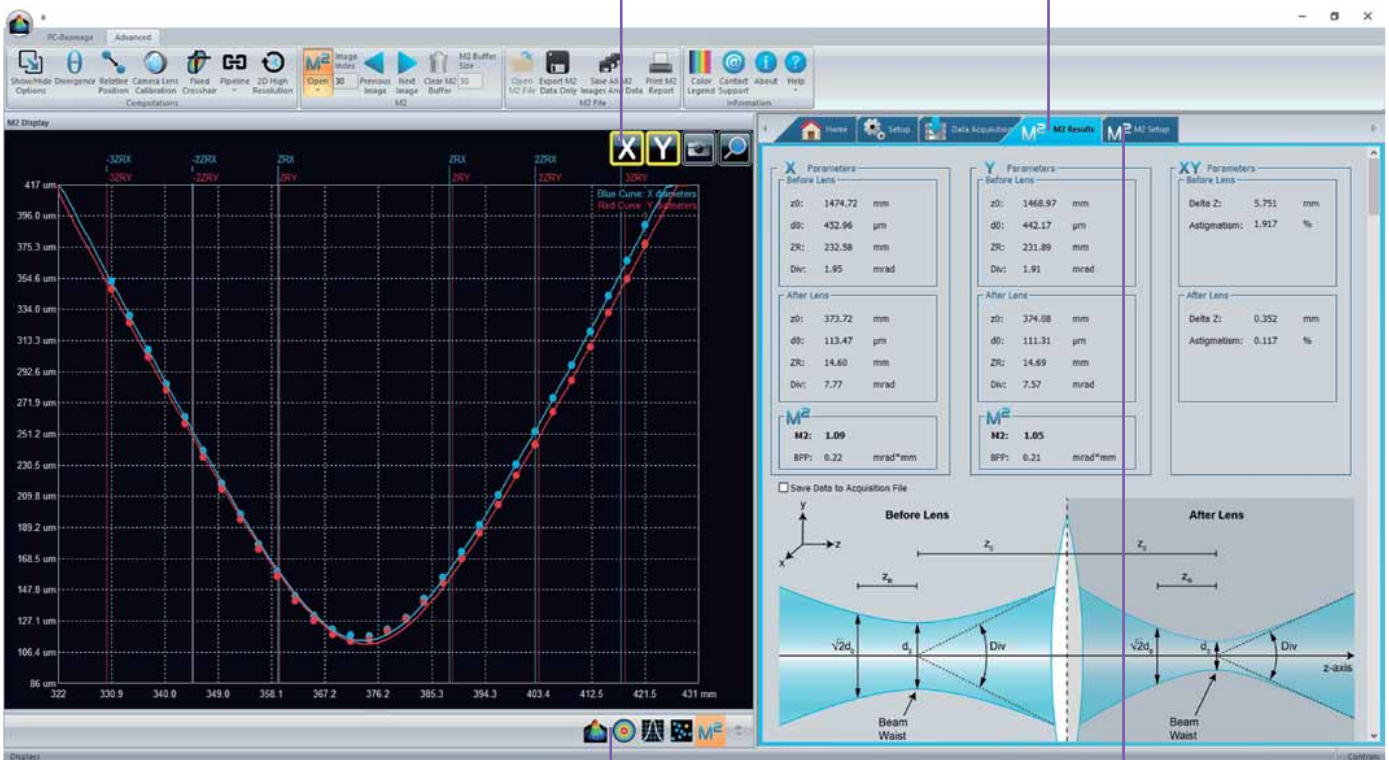 PC-Beamage Advanced
Show/Hide Options
Divergence
Relative Position
Camera Lens Calibration
Fixed Crosshair
Pipeline
2D High Resolution
Computations
M²
Open
Image Index
30
Previous Image
Next Image
Clear M2 Buffer
M2 Buffer Size
30
M2
Open M2 File
Export M2 Data Only
Save All M2 Images And Data
Print M2 Report
M2 File
Color Legend
Contact Support
About
Help
Information
M2 Display
X Y
-3ZRX -2ZRX ZRX ZRX 2ZRX
-3ZRY -2ZRY ZRY ZRY 2ZRY 3ZRY
Blue Curve: X diameters
Red Curve: Y diameters
417 um
396.0 um
375.3 um
354.6 um
334.0 um
313.3 um
292.6 um
271.9 um
251.2 um
230.5 um
209.8 um
189.2 um
168.5 um
147.8 um
127.1 um
106.4 um
86 um
322 330.9 340.0 349.0 358.1 367.2 376.2 385.3 394.3 403.4 412.5 421.5 431 mm
M²
Displays
Home Setup Data Acquisition M² M2 Results M² M2 Setup
X Parameters
Before Lens
z0: 1474.72 mm
d0: 452.96 µm
ZR: 232.58 mm
Div: 1.95 mrad
After Lens
z0: 373.72 mm
d0: 113.47 µm
ZR: 14.60 mm
Div: 7.77 mrad
M²
M2: 1.09
BPP: 0.22 mrad*mm
Y Parameters
Before Lens
z0: 1468.97 mm
d0: 442.17 µm
ZR: 231.89 mm
Div: 1.91 mrad
After Lens
z0: 374.08 mm
d0: 111.31 µm
ZR: 14.69 mm
Div: 7.57 mrad
M²
M2: 1.05
BPP: 0.21 mrad*mm
XY Parameters
Before Lens
Delta Z: 5.751 mm
Astigmatism: 1.917 %
After Lens
Delta Z: 0.352 mm
Astigmatism: 0.117 %
Save Data to Acquisition File
y
z
x
Before Lens After Lens
z₀ z₀
zR zR
√2d₀ d₀ Div √2d₀ d₀ Div
z-axis
Beam Waist
Beam Waist
Controls